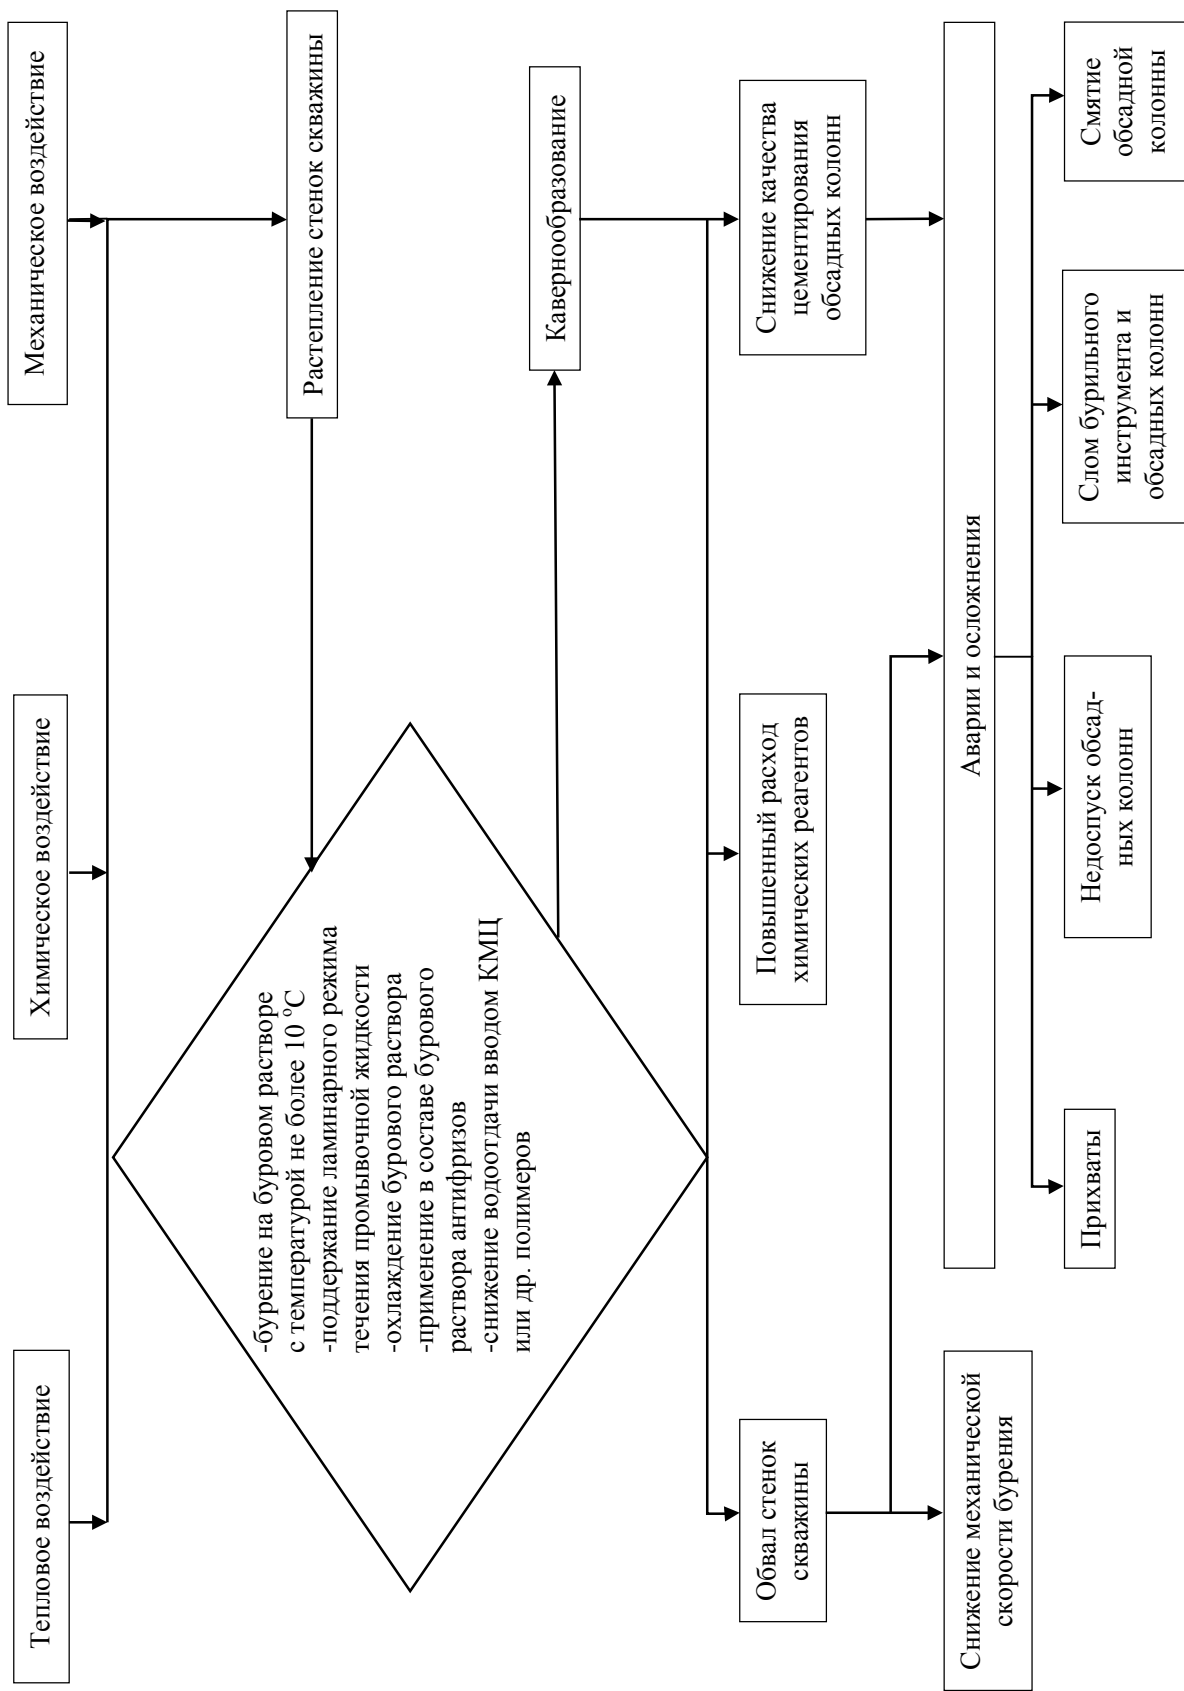 Тепловое воздействие
Химическое воздействие
Механическое воздействие
Растепление стенок скважины
-бурение на буровом растворе
с температурой не более 10 °С
-поддержание ламинарного режима
течения промывочной жидкости
-охлаждение бурового раствора
-применение в составе бурового
раствора антифризов
-снижение водоотдачи вводом КМЦ
или др. полимеров
Кавернообразование
Обвал стенок
скважины
Повышенный расход
химических реагентов
Снижение качества
цементирования
обсадных колонн
Снижение механической
скорости бурения
Аварии и осложнения
Прихваты
Недоспуск обсад-
ных колонн
Слом бурильного
инструмента и
обсадных колонн
Смятие
обсадной
колонны